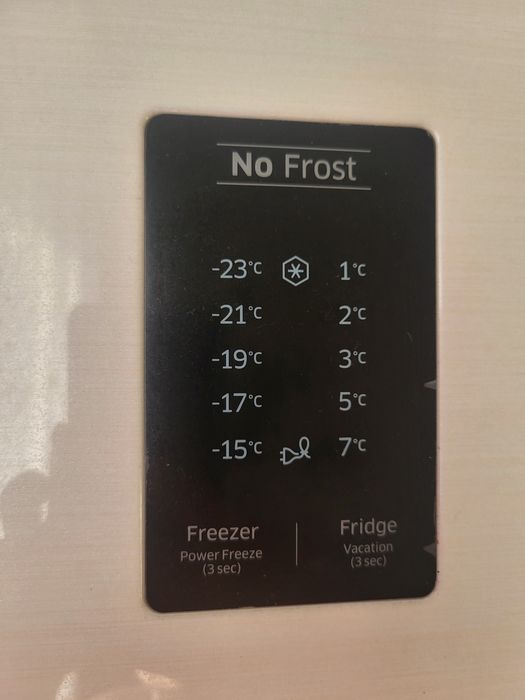 No Frost
-23°C 1°C
-21°C 2°C
-19°C 3°C
-17°C 5°C
-15°C 7°C
Freezer Fridge
Power Freeze Vacation
(3 sec) (3 sec)